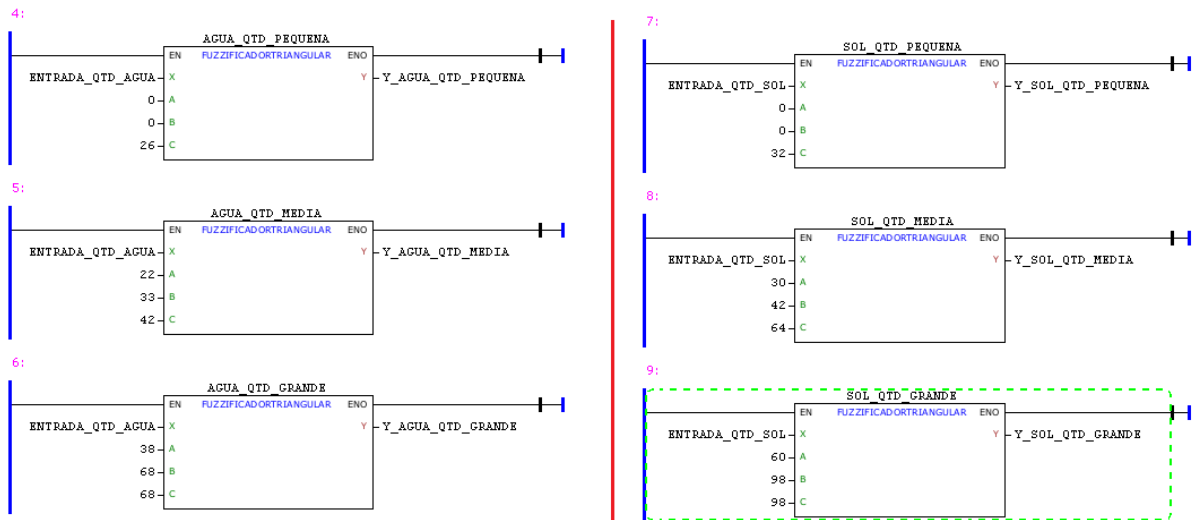 4:
AGUA_QTD_PEQUENA
EN FUZZIFICADORTRIANGULAR ENO
ENTRADA_QTD_AGUA X Y Y_AGUA_QTD_PEQUENA
0 A
0 B
26 C
5:
AGUA_QTD_MEDIA
EN FUZZIFICADORTRIANGULAR ENO
ENTRADA_QTD_AGUA X Y Y_AGUA_QTD_MEDIA
22 A
33 B
42 C
6:
AGUA_QTD_GRANDE
EN FUZZIFICADORTRIANGULAR ENO
ENTRADA_QTD_AGUA X Y Y_AGUA_QTD_GRANDE
38 A
68 B
68 C
7:
SOL_QTD_PEQUENA
EN FUZZIFICADORTRIANGULAR ENO
ENTRADA_QTD_SOL X Y Y_SOL_QTD_PEQUENA
0 A
0 B
32 C
8:
SOL_QTD_MEDIA
EN FUZZIFICADORTRIANGULAR ENO
ENTRADA_QTD_SOL X Y Y_SOL_QTD_MEDIA
30 A
42 B
64 C
9:
SOL_QTD_GRANDE
EN FUZZIFICADORTRIANGULAR ENO
ENTRADA_QTD_SOL X Y Y_SOL_QTD_GRANDE
60 A
98 B
98 C